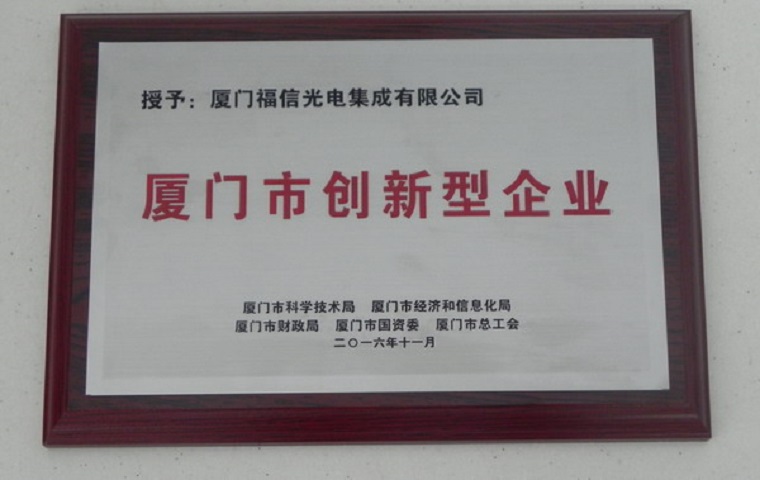 授予：厦门福信光电集成有限公司
厦门市创新型企业
厦门市科学技术局 厦门市经济和信息化局
厦门市财政局 厦门市国资委 厦门市总工会
二〇一六年十一月